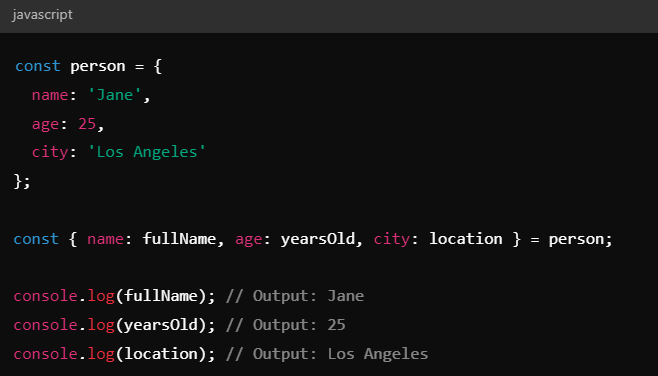 javascript
const person = {
  name: 'Jane',
  age: 25,
  city: 'Los Angeles'
};
const { name: fullName, age: yearsOld, city: location } = person;
console.log(fullName); // Output: Jane
console.log(yearsOld); // Output: 25
console.log(location); // Output: Los Angeles